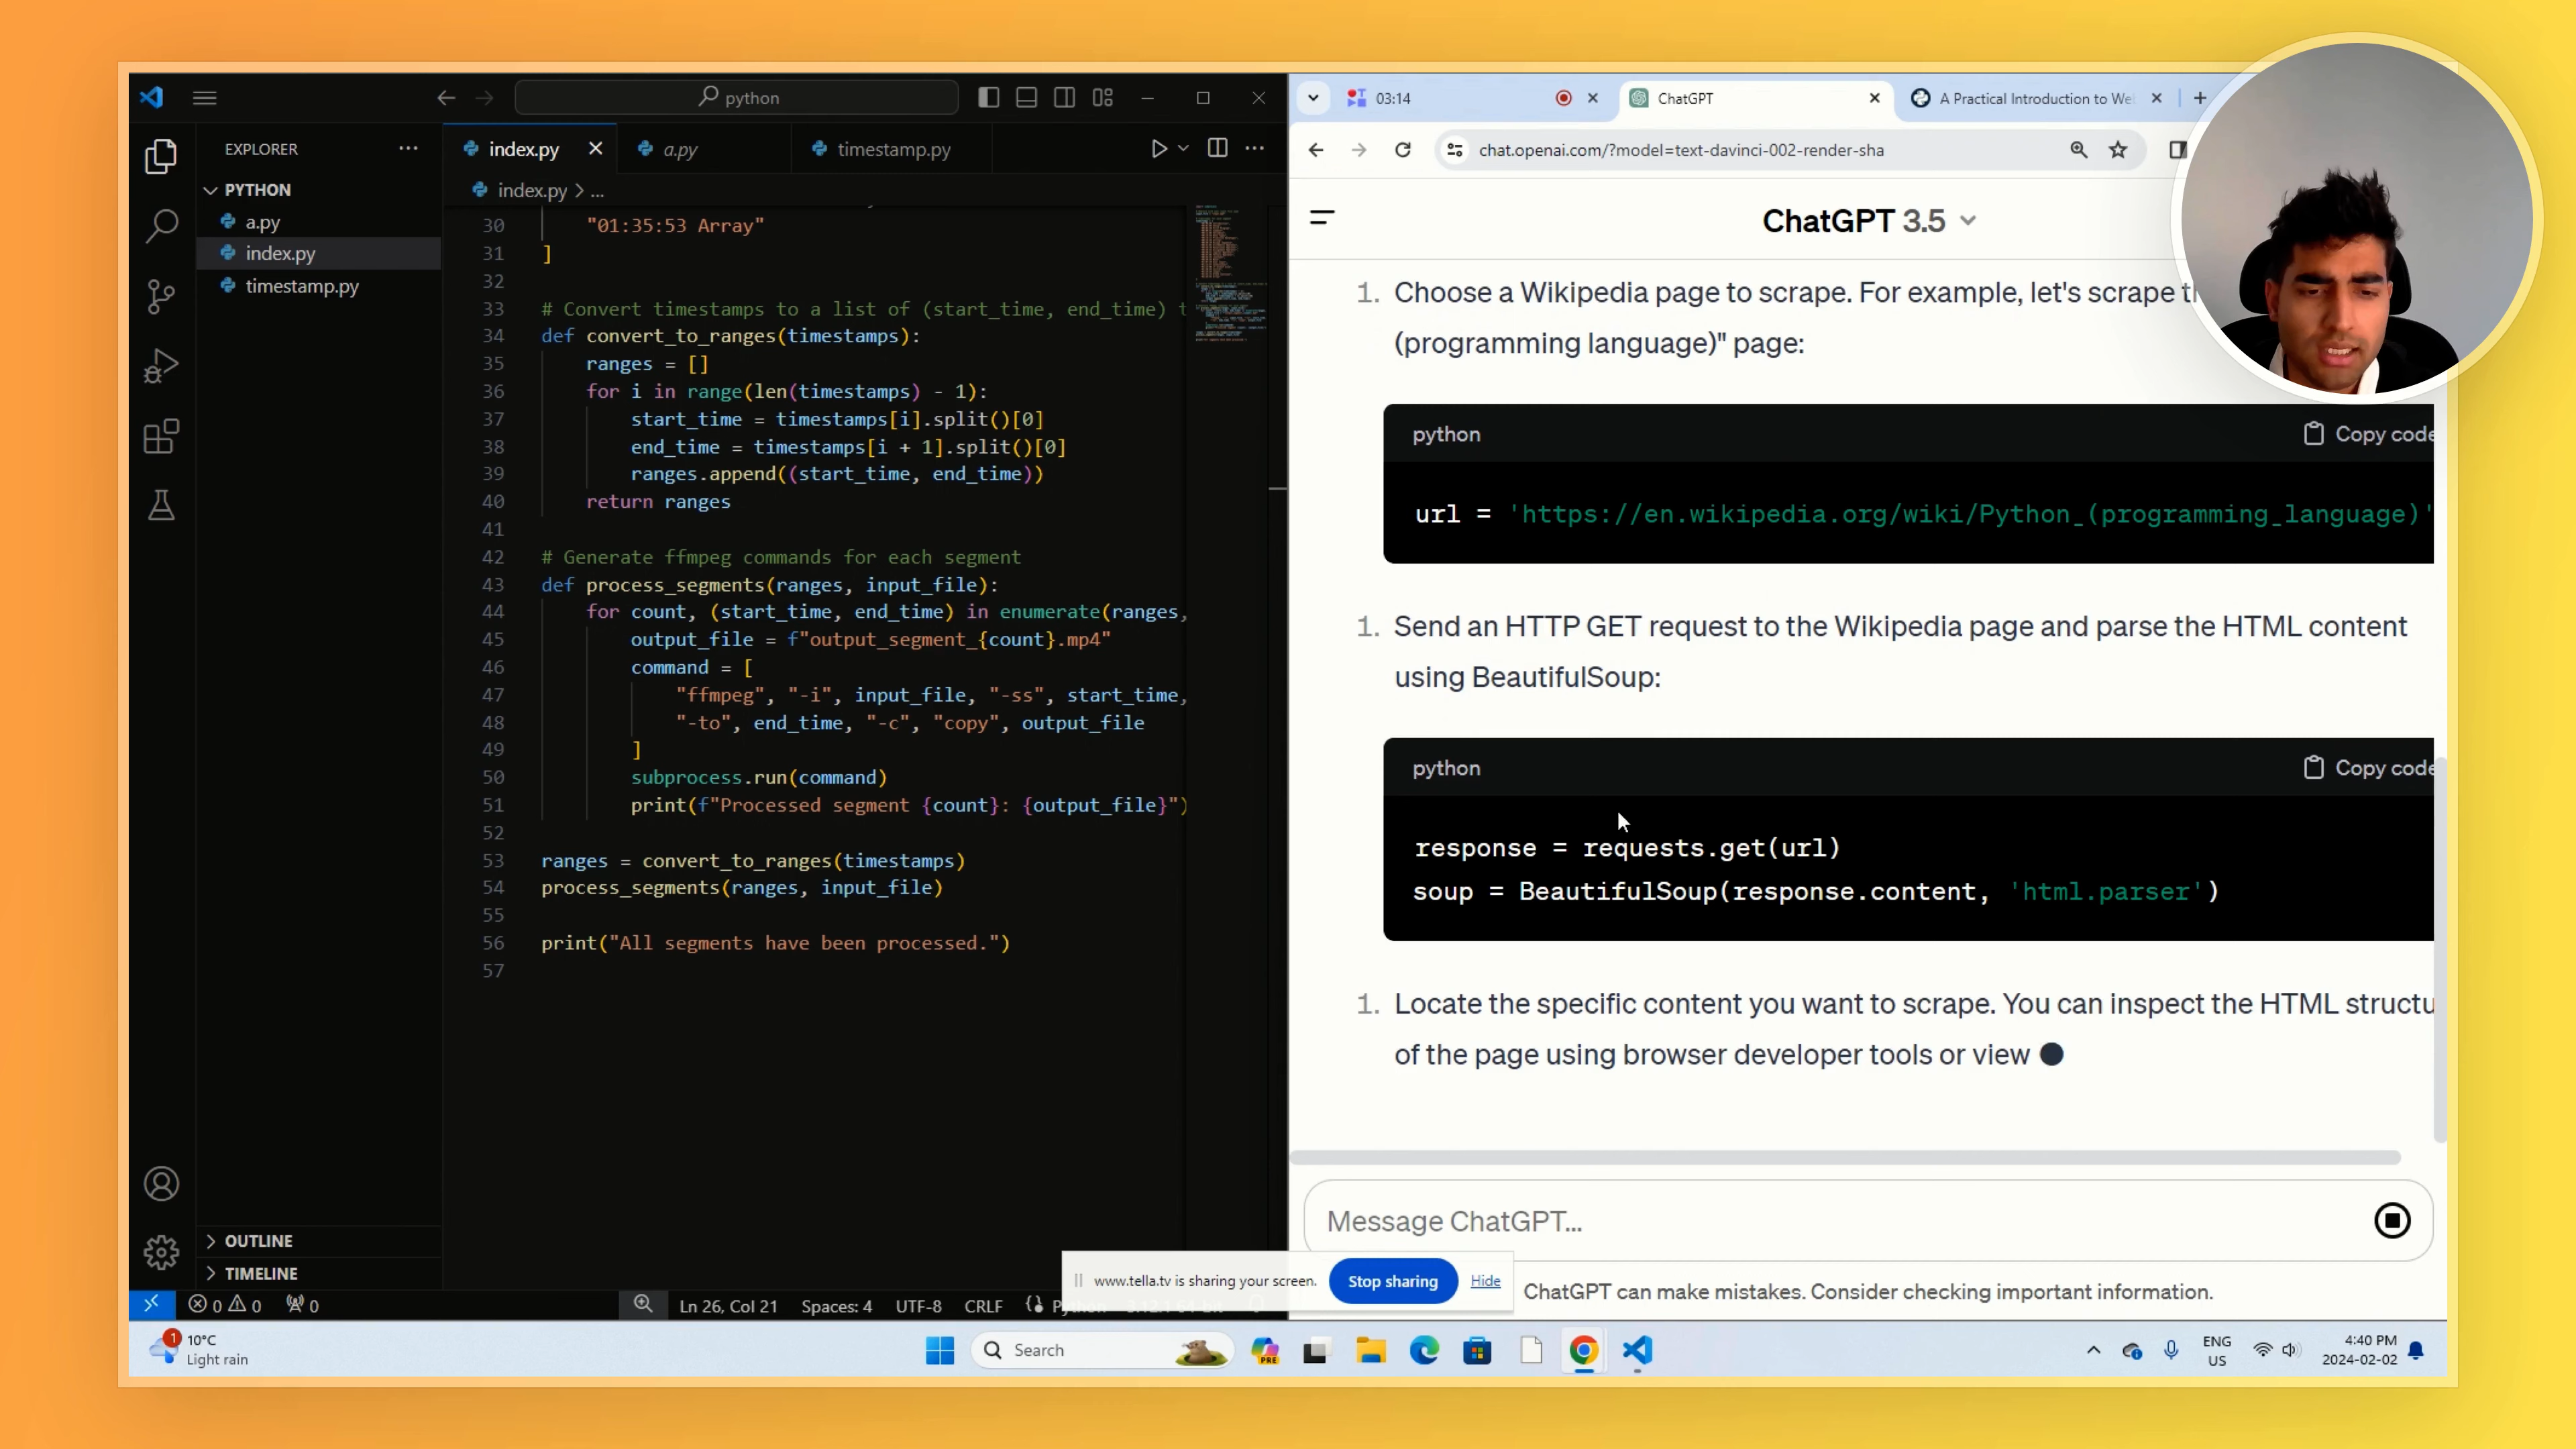 python
EXPLORER
PYTHON
a.py
index.py
timestamp.py
OUTLINE
TIMELINE
index.py
a.py
timestamp.py
index.py > ...
30 "01:35:53 Array"
31 ]
32
33 # Convert timestamps to a list of (start_time, end_time) t
34 def convert_to_ranges(timestamps):
35 ranges = []
36 for i in range(len(timestamps) - 1):
37 start_time = timestamps[i].split()[0]
38 end_time = timestamps[i + 1].split()[0]
39 ranges.append((start_time, end_time))
40 return ranges
41
42 # Generate ffmpeg commands for each segment
43 def process_segments(ranges, input_file):
44 for count, (start_time, end_time) in enumerate(ranges,
45 output_file = f"output_segment_{count}.mp4"
46 command = [
47 "ffmpeg", "-i", input_file, "-ss", start_time,
48 "-to", end_time, "-c", "copy", output_file
49 ]
50 subprocess.run(command)
51 print(f"Processed segment {count}: {output_file}")
52
53 ranges = convert_to_ranges(timestamps)
54 process_segments(ranges, input_file)
55
56 print("All segments have been processed.")
57
0 0 0
Ln 26, Col 21 Spaces: 4 UTF-8 CRLF
03:14
ChatGPT
A Practical Introduction to We
chat.openai.com/?model=text-davinci-002-render-sha
ChatGPT 3.5
1. Choose a Wikipedia page to scrape. For example, let's scrape
(programming language)" page:
python Copy code
url = 'https://en.wikipedia.org/wiki/Python_(programming_language)'
1. Send an HTTP GET request to the Wikipedia page and parse the HTML content
using BeautifulSoup:
python Copy code
response = requests.get(url)
soup = BeautifulSoup(response.content, 'html.parser')
1. Locate the specific content you want to scrape. You can inspect the HTML structu
of the page using browser developer tools or view
Message ChatGPT...
ChatGPT can make mistakes. Consider checking important information.
www.tella.tv is sharing your screen. Stop sharing Hide
1
10°C
Light rain
Search
PRE
ENG
US
4:40 PM
2024-02-02